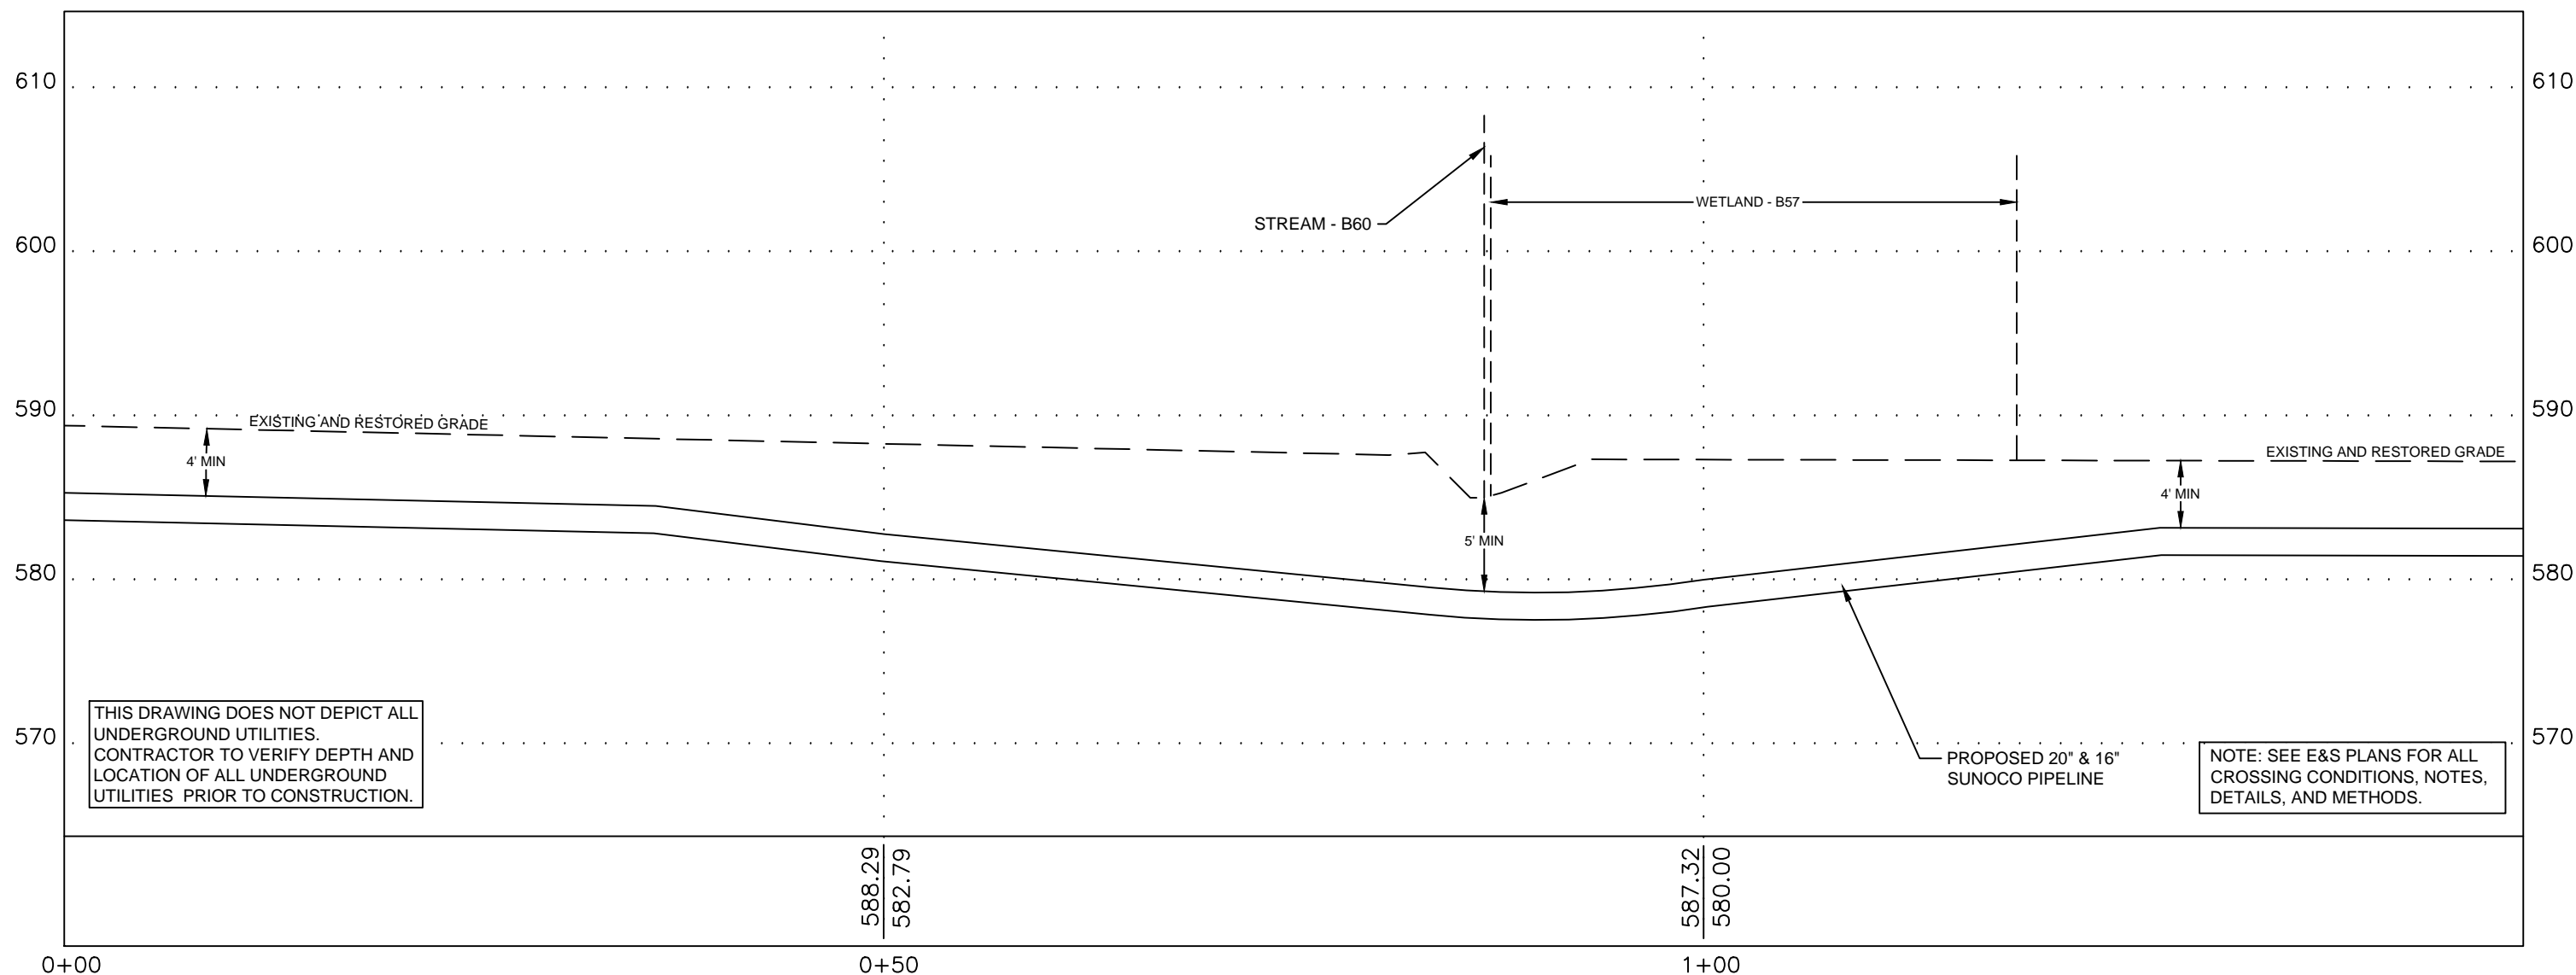 610
610
STREAM - B60
WETLAND - B57
600
600
590
590
EXISTING AND RESTORED GRADE
EXISTING AND RESTORED GRADE
4' MIN
4' MIN
5' MIN
580
580
THIS DRAWING DOES NOT DEPICT ALL
UNDERGROUND UTILITIES.
CONTRACTOR TO VERIFY DEPTH AND
LOCATION OF ALL UNDERGROUND
UTILITIES PRIOR TO CONSTRUCTION.
570
570
PROPOSED 20" & 16"
SUNOCO PIPELINE
NOTE: SEE E&S PLANS FOR ALL
CROSSING CONDITIONS, NOTES,
DETAILS, AND METHODS.
588.29
582.79
587.32
580.00
0+00
0+50
1+00